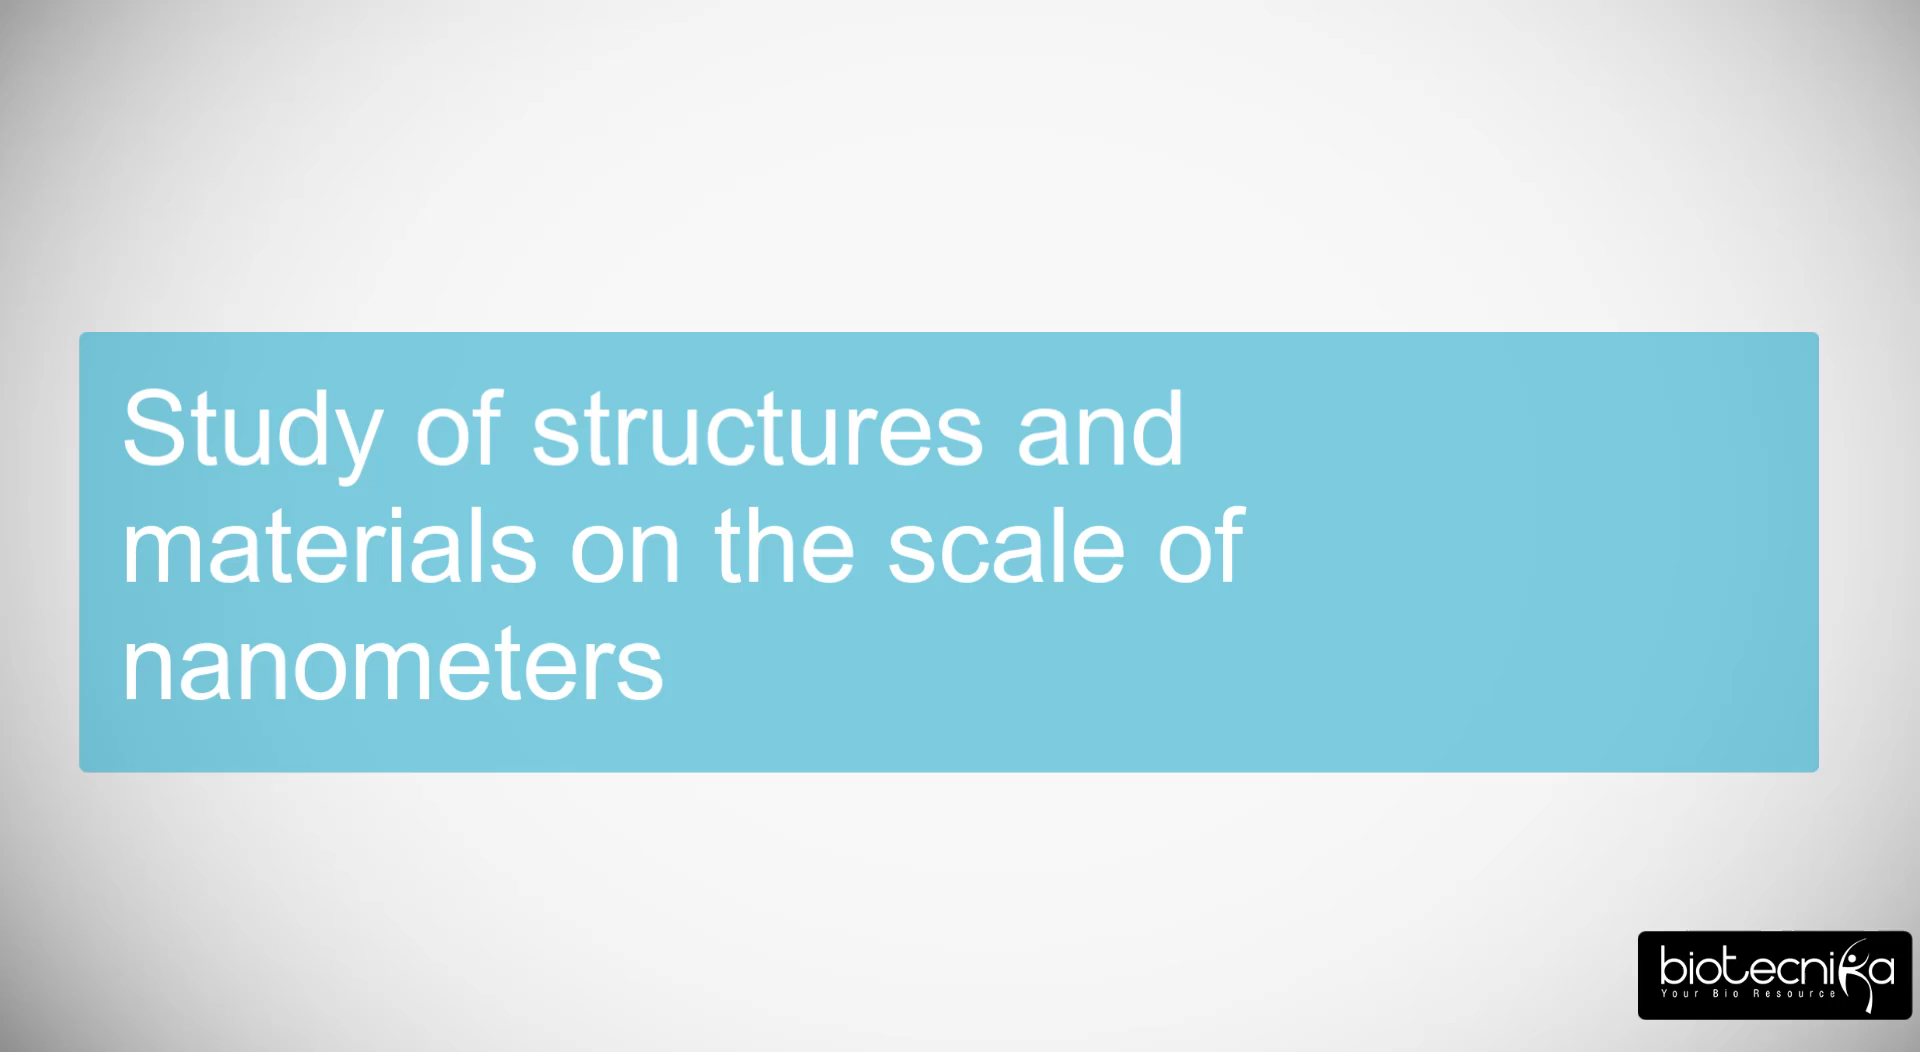 Study of structures and
materials on the scale of
nanometers
biotecnika
Your Bio Resource